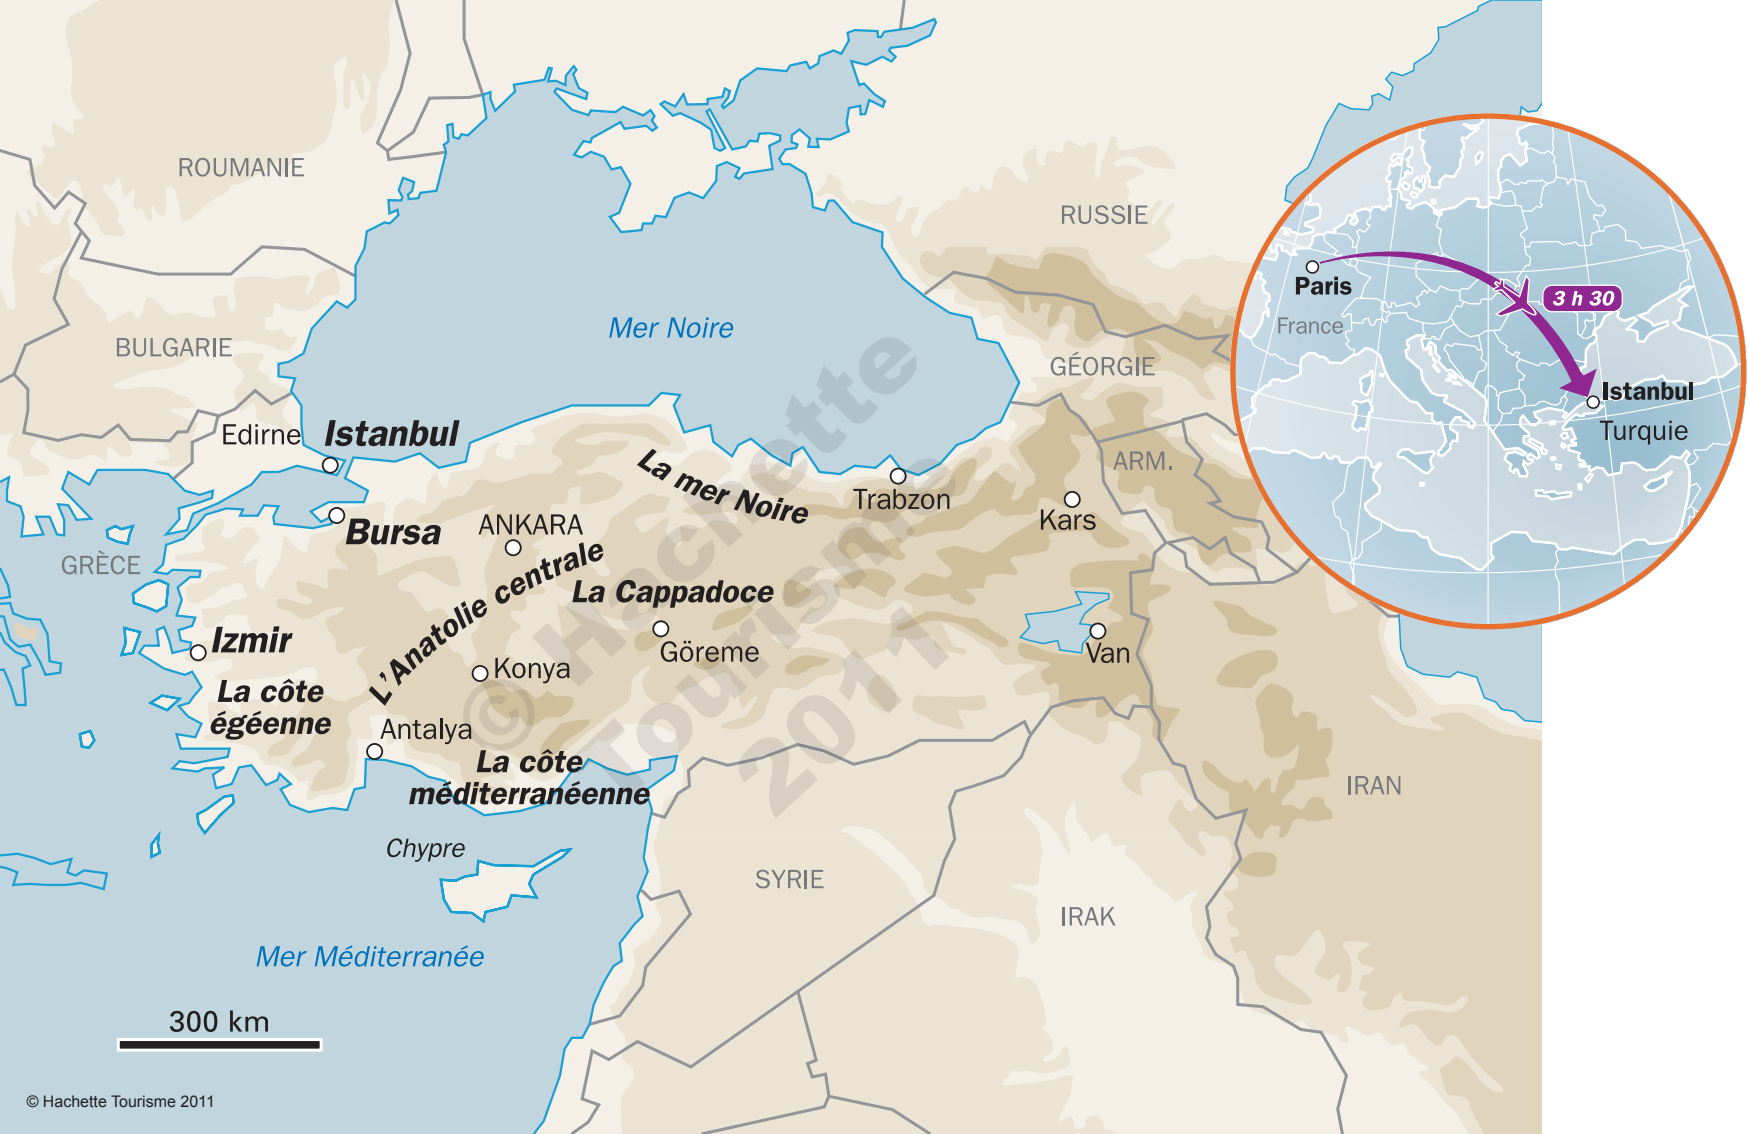 ROUMANIE
RUSSIE
Mer Noire
BULGARIE
GÉORGIE
Edirne
Istanbul
ARM.
La mer Noire
Trabzon
Kars
Bursa
ANKARA
GRÈCE
L'Anatolie centrale
La Cappadoce
Izmir
Göreme
Van
Konya
La côte
égéenne
Antalya
La côte
méditerranéenne
IRAN
Chypre
SYRIE
IRAK
Mer Méditerranée
300 km
© Hachette Tourisme 2011
Paris
France
3 h 30
Istanbul
Turquie
© Hachette
Tourisme
2011